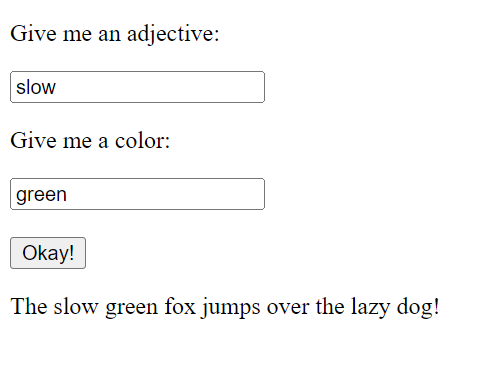 Give me an adjective:
slow
Give me a color:
green
Okay!
The slow green fox jumps over the lazy dog!